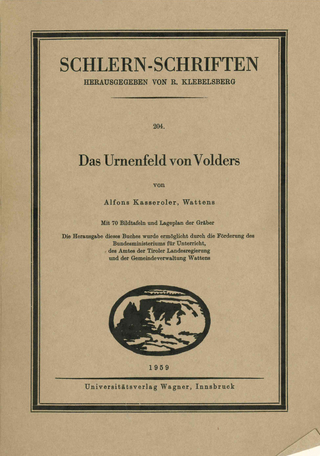 SCHLERN-SCHRIFTEN
HERAUSGEGEBEN VON R. KLEBELSBERG
204.
Das Urnenfeld von Volders
von
Alfons Kasseroler, Wattens
Mit 70 Bildtafeln und Lageplan der Gräber
Die Herausgabe dieses Buches wurde ermöglicht durch die Förderung des
Bundesministeriums für Unterricht,
des Amtes der Tiroler Landesregierung
und der Gemeindeverwaltung Wattens
1959
Universitätsverlag Wagner, Innsbruck